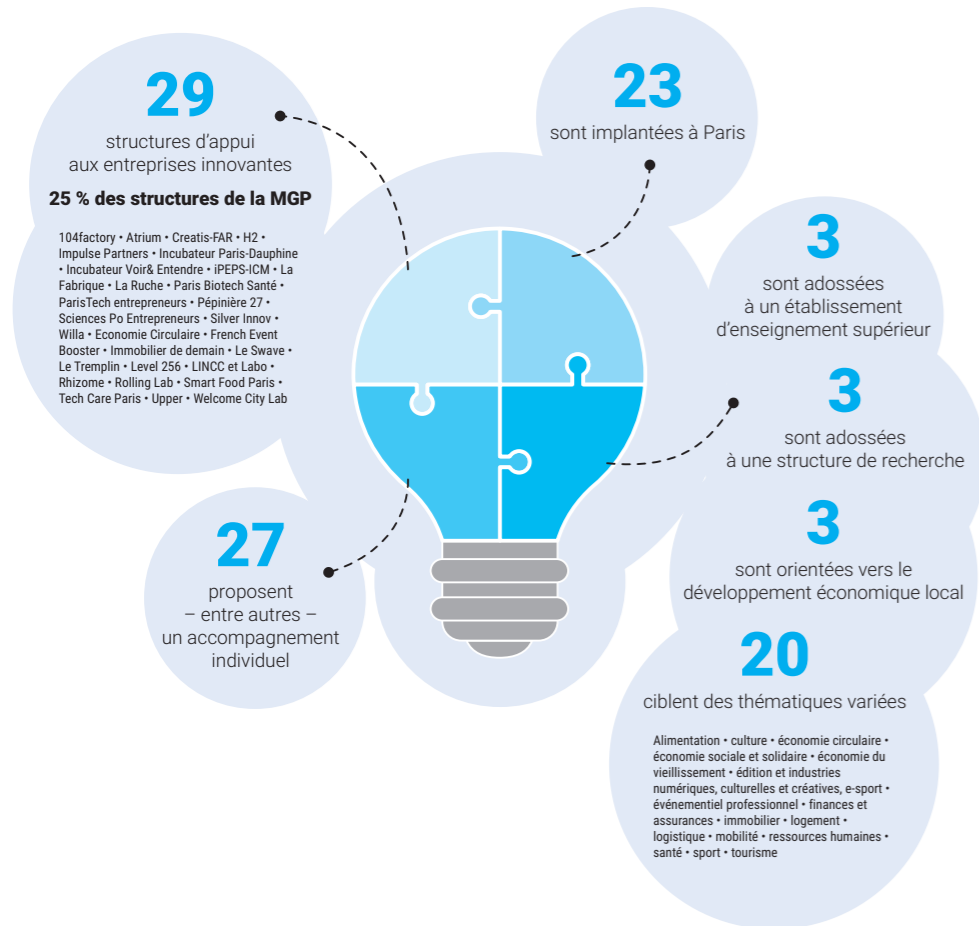 29
structures d'appui
aux entreprises innovantes
25 % des structures de la MGP
104factory • Atrium • Creatis-FAR • H2 •
Impulse Partners • Incubateur Paris-Dauphine
• Incubateur Voir& Entendre • iPEPS-ICM • La
Fabrique • La Ruche • Paris Biotech Santé •
ParisTech entrepreneurs • Pépinière 27 •
Sciences Po Entrepreneurs • Silver Innov •
Willa • Economie Circulaire • French Event
Booster • Immobilier de demain • Le Swave •
Le Tremplin • Level 256 • LINCC et Labo •
Rhizome • Rolling Lab • Smart Food Paris •
Tech Care Paris • Upper • Welcome City Lab
23
sont implantées à Paris
3
sont adossées
à un établissement
d'enseignement supérieur
3
sont adossées
à une structure de recherche
3
sont orientées vers le
développement économique local
20
ciblent des thématiques variées
Alimentation • culture • économie circulaire •
économie sociale et solidaire • économie du
vieillissement • édition et industries
numériques, culturelles et créatives, e-sport •
événementiel professionnel • finances et
assurances • immobilier • logement •
logistique • mobilité • ressources humaines •
santé • sport • tourisme
27
proposent
– entre autres –
un accompagnement
individuel